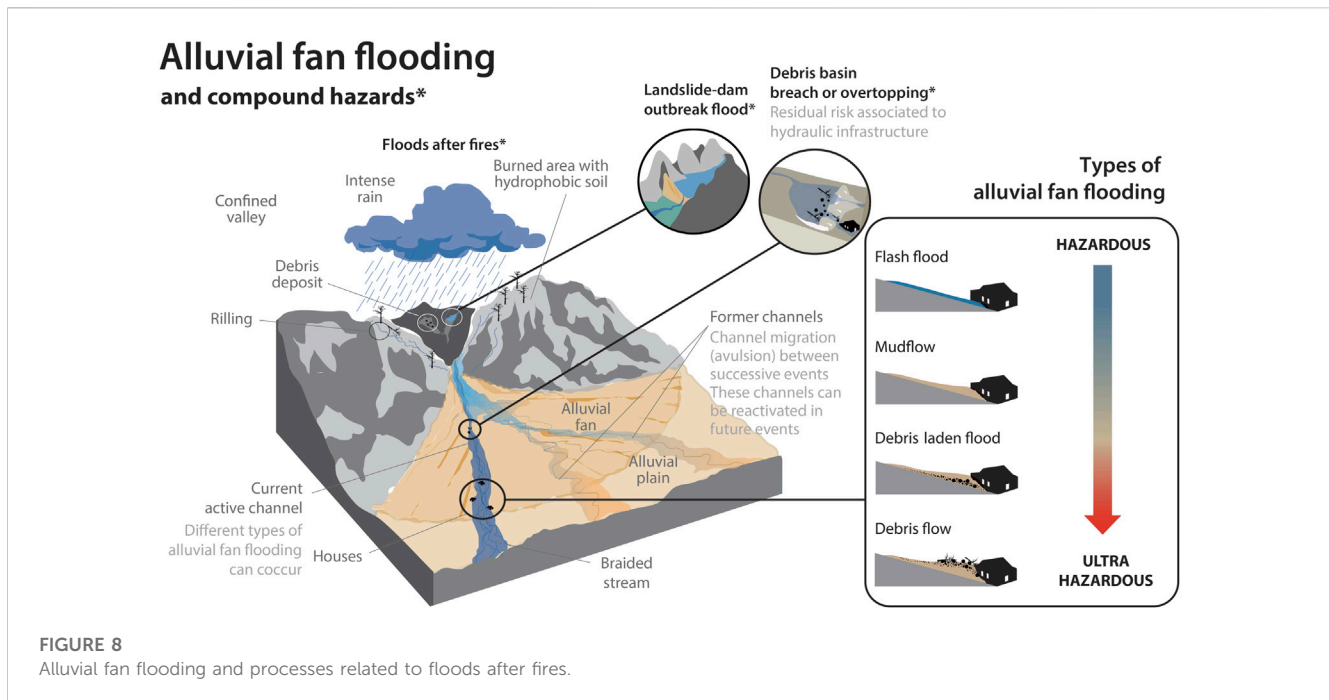 Alluvial fan flooding
and compound hazards*
Floods after fires*
Confined
valley
Intense
rain
Burned area with
hydrophobic soil
Debris
deposit
Rilling
Landslide-dam
outbreak flood*
Debris basin
breach or overtopping*
Residual risk associated to
hydraulic infrastructure
Former channels
Channel migration
(avulsion) between
successive events
These channels can
be reactivated in
future events
Alluvial
fan
Alluvial
plain
Current
active channel
Different types of
alluvial fan flooding
can coccur
Houses
Braided
stream
Types of
alluvial fan flooding
HAZARDOUS
Flash flood
Mudflow
Debris laden flood
Debris flow
ULTRA
HAZARDOUS
FIGURE 8
Alluvial fan flooding and processes related to floods after fires.